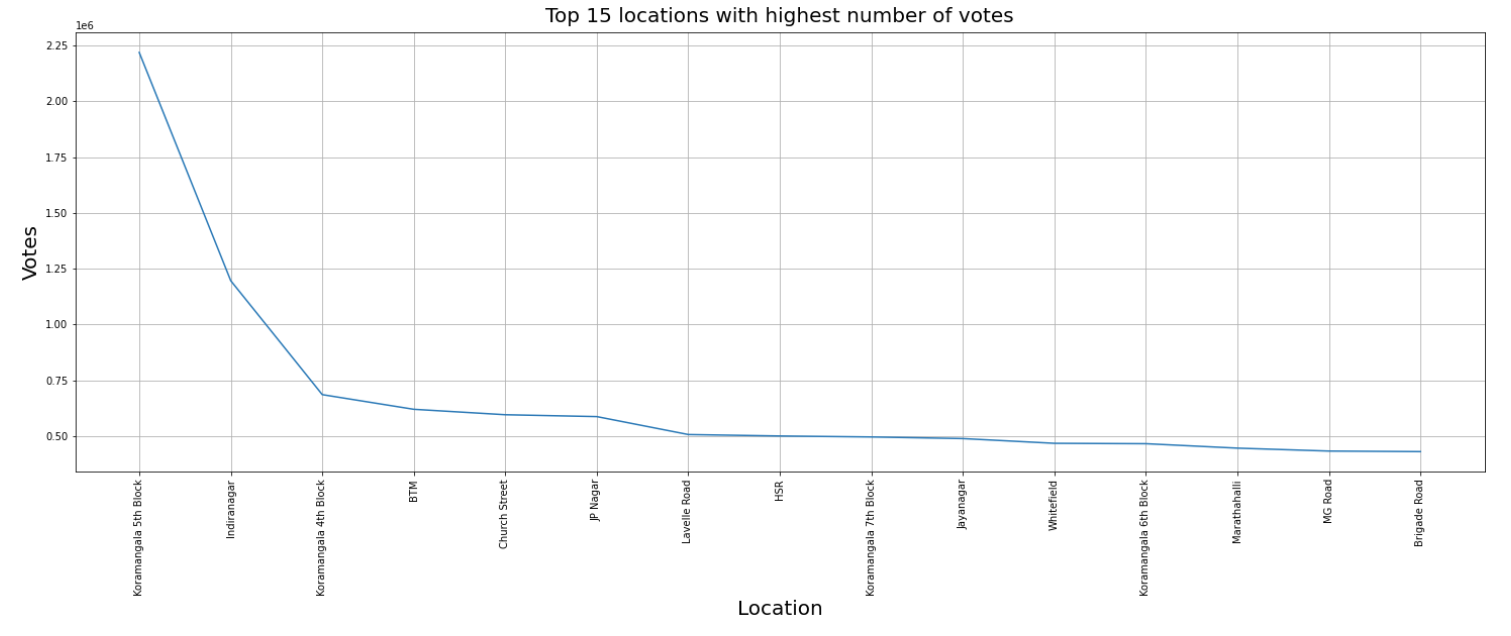 Top 15 locations with highest number of votes
1e6
2.25
2.00
1.75
1.50
1.25
1.00
0.75
0.50
Votes
Koramangala 5th Block
Indiranagar
Koramangala 4th Block
BTM
Church Street
JP Nagar
Lavelle Road
HSR
Koramangala 7th Block
Jayanagar
Whitefield
Koramangala 6th Block
Marathahalli
MG Road
Brigade Road
Location